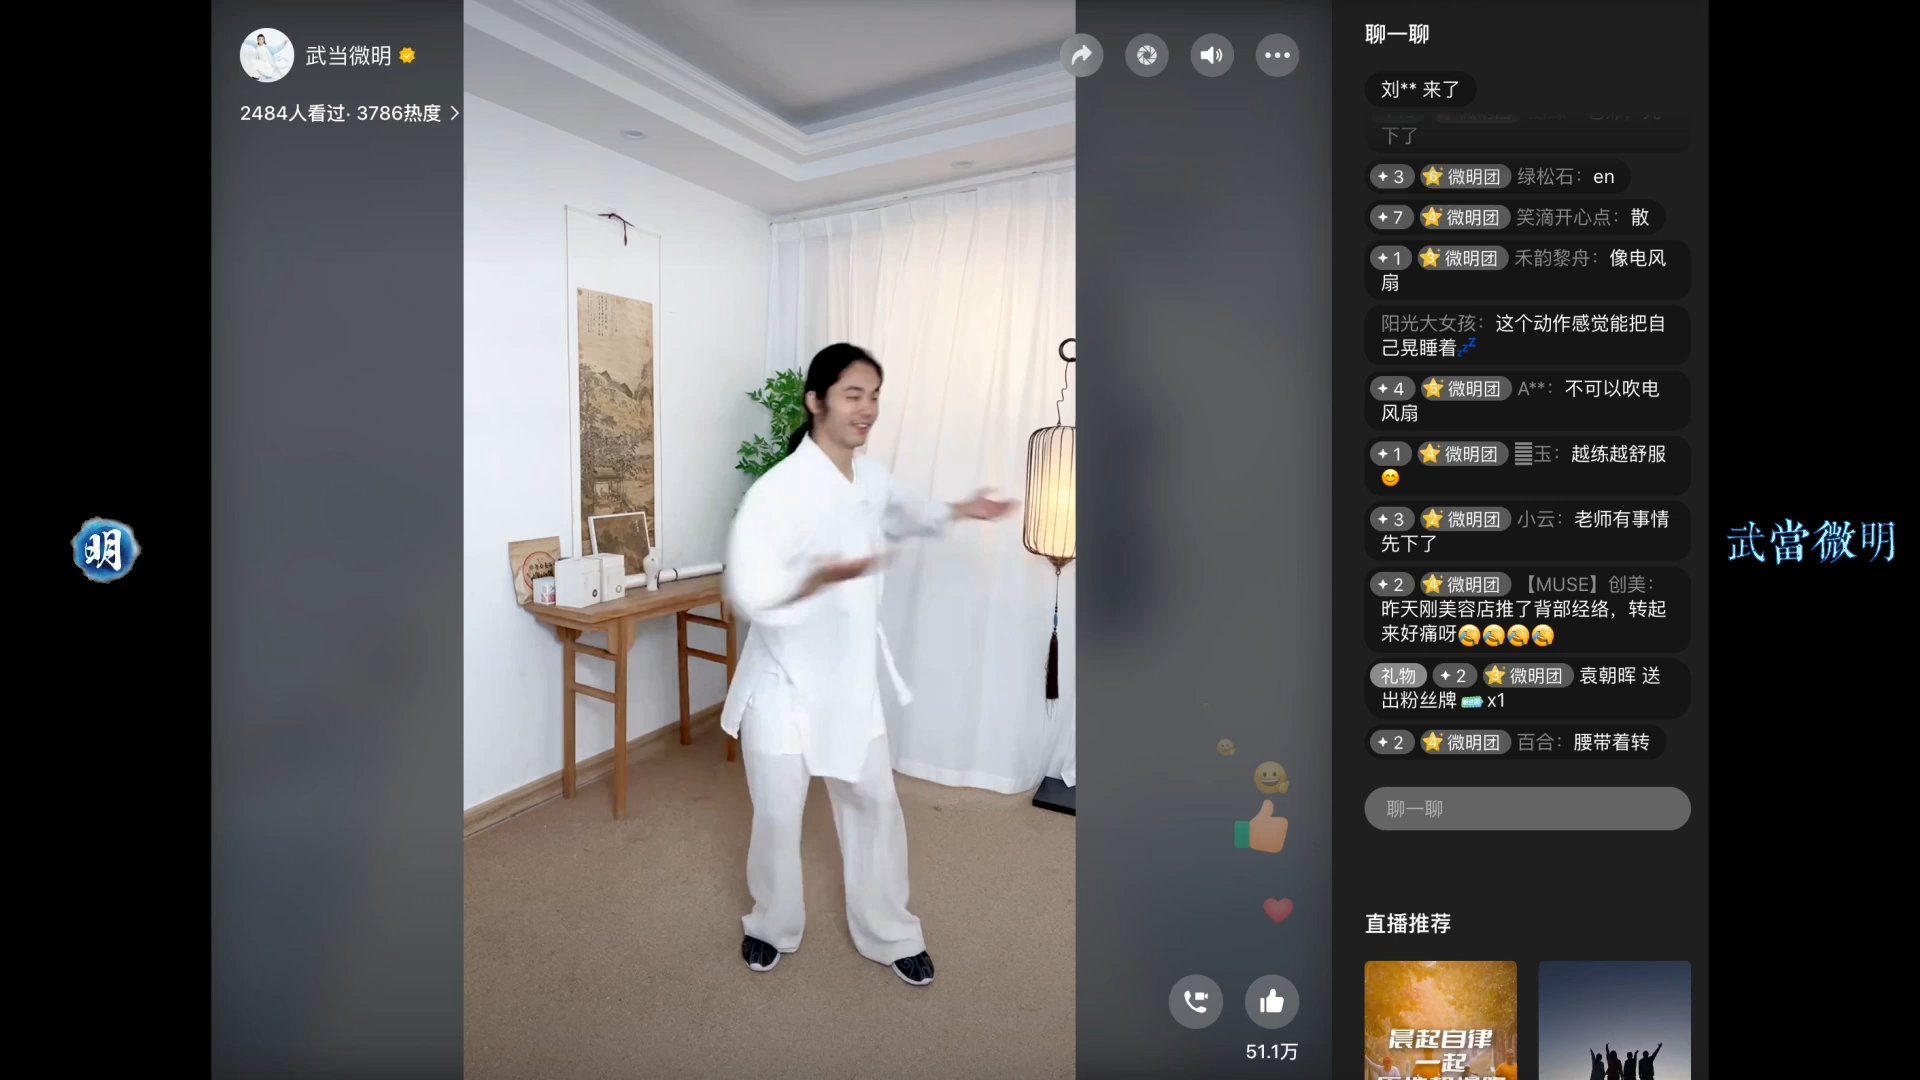 武当微明
2484人看过· 3786热度 >
聊一聊
刘** 来了
下了
3 6 微明团 绿松石： en
7 4 微明团 笑滴开心点： 散
1 3 微明团 禾韵黎舟： 像电风
扇
阳光大女孩： 这个动作感觉能把自
己晃睡着💤
4 5 微明团 A**： 不可以吹电
风扇
1 4 微明团 玉： 越练越舒服
😊
3 微明团 小云： 老师有事情
先下了
2 4 微明团 【MUSE】创美：
昨天刚美容店推了背部经络，转起
来好痛呀
礼物 2 3 微明团 袁朝晖 送
出粉丝牌 x1
2 4 微明团 百合： 腰带着转
聊一聊
直播推荐
晨起自律
一起
51.1万
明
武當微明